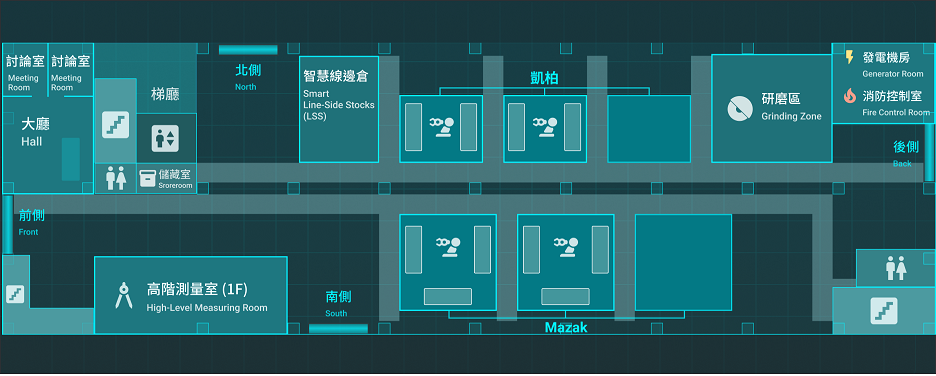 討論室
Meeting
Room
討論室
Meeting
Room
大廳
Hall
梯廳
儲藏室
Sroreroom
北側
North
智慧線邊倉
Smart
Line-Side Stocks
(LSS)
凱柏
研磨區
Grinding Zone
發電機房
Generator Room
消防控制室
Fire Control Room
後側
Back
前側
Front
高階測量室 (1F)
High-Level Measuring Room
南側
South
Mazak